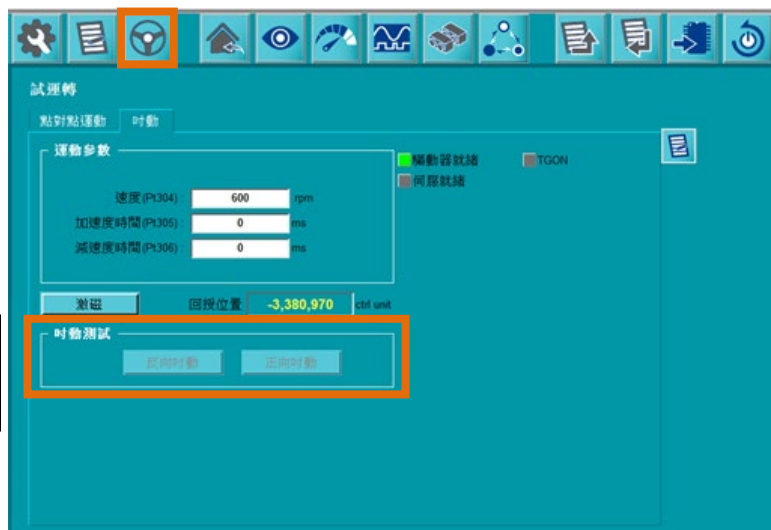 試運轉
點對點運動 吋動
運動參數
速度(Pt304) 600 rpm
加速度時間(Pt305) 0 ms
減速度時間(Pt306) 0 ms
驅動器就緒 TGON
伺服就緒
激磁 回授位置 -3,380,970 ctrl unit
吋動測試
反向吋動 正向吋動